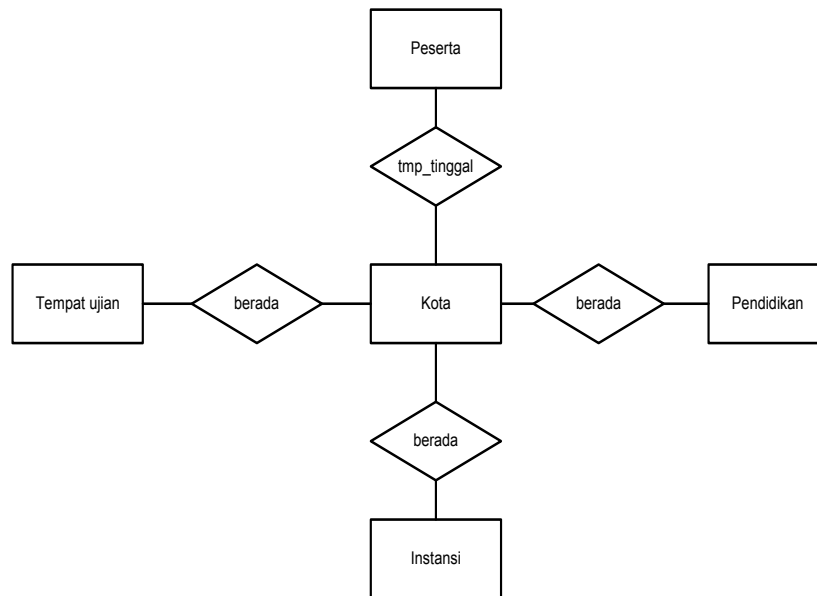 Peserta
tmp_tinggal
Tempat ujian
berada
Kota
berada
Pendidikan
berada
Instansi